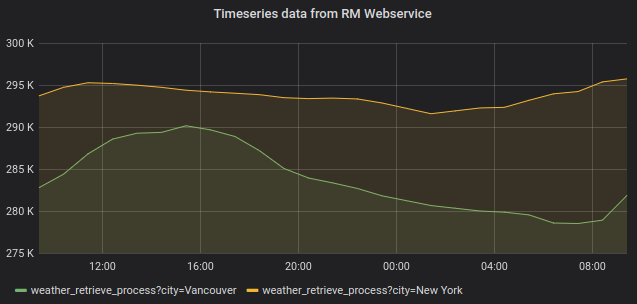 Timeseries data from RM Webservice
300 K
295 K
290 K
285 K
280 K
275 K
12:00 16:00 20:00 00:00 04:00 08:00
weather_retrieve_process?city=Vancouver weather_retrieve_process?city=New York